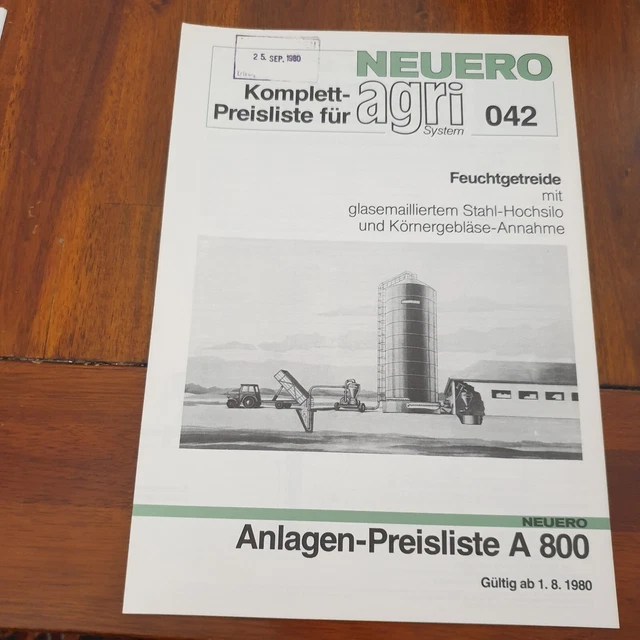 25. SEP. 1980
NEUERO
Komplett-
Preisliste für
agri
System
042
Feuchtgetreide
mit
glasemailliertem Stahl-Hochsilo
und Körnergebläse-Annahme
NEUERO
Anlagen-Preisliste A 800
Gültig ab 1. 8. 1980